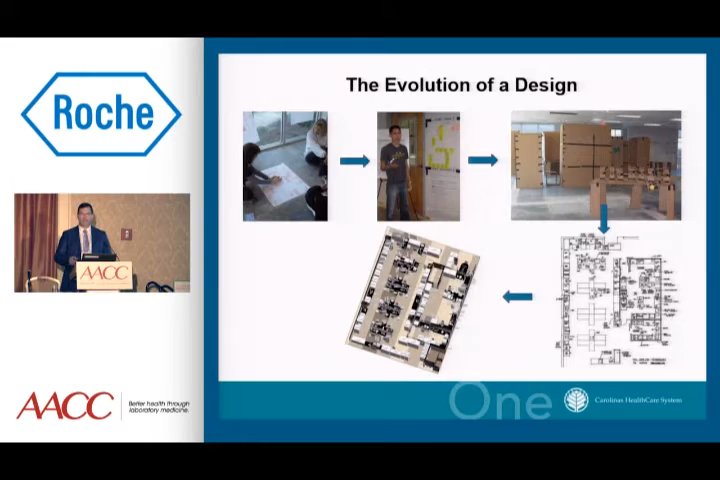 Roche
AACC
AACC
Better health through
laboratory medicine.
The Evolution of a Design
One
Carolinas HealthCare System